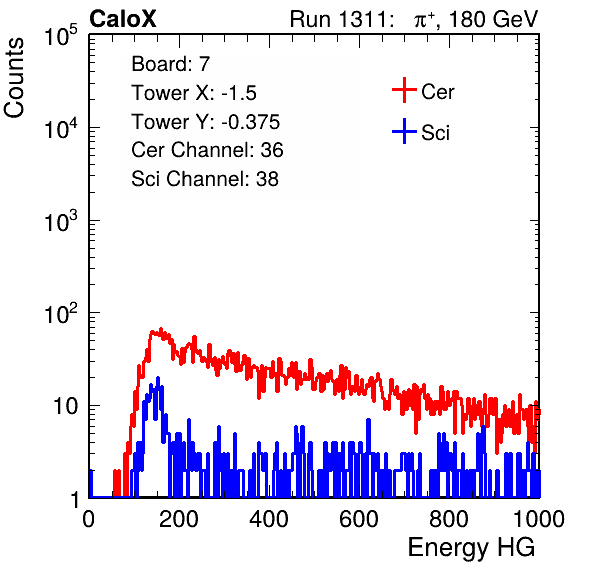 CaloX Run 1311: π⁺, 180 GeV
Board: 7
Tower X: -1.5
Tower Y: -0.375
Cer Channel: 36
Sci Channel: 38
Cer
Sci
Counts
10⁵
10⁴
10³
10²
10
1
0 200 400 600 800 1000
Energy HG